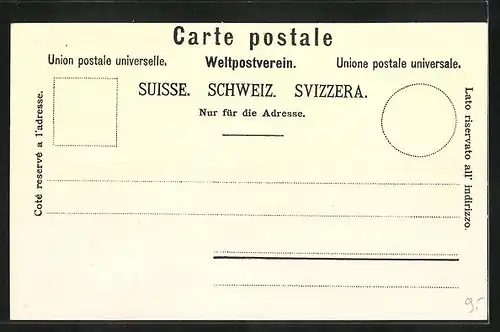 Carte postale
Union postale universelle. Weltpostverein. Unione postale universale.
SUISSE. SCHWEIZ. SVIZZERA.
Nur für die Adresse.
Coté reservé a l'adresse.
Lato riservato all' indirizzo.
9.-